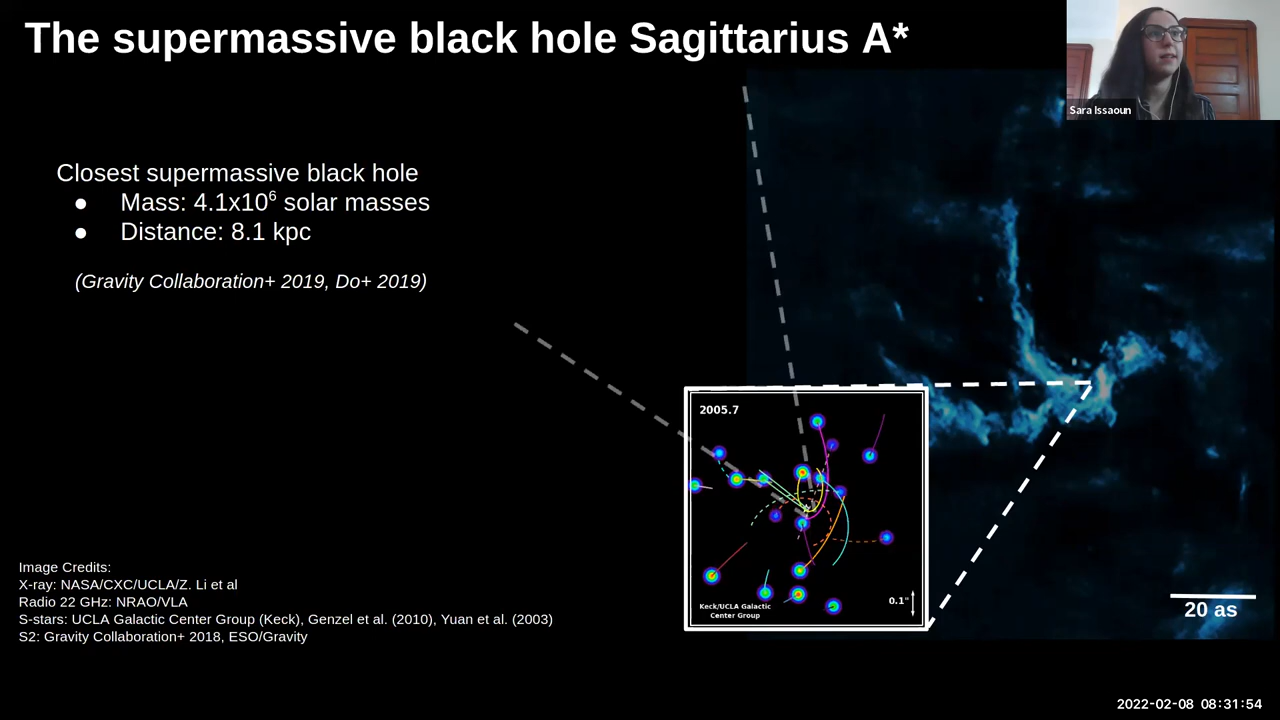 The supermassive black hole Sagittarius A*
Sara Issaoun
Closest supermassive black hole
● Mass: 4.1x10⁶ solar masses
● Distance: 8.1 kpc
(Gravity Collaboration+ 2019, Do+ 2019)
2005.7
0.1"
Keck/UCLA Galactic
Center Group
20 as
Image Credits:
X-ray: NASA/CXC/UCLA/Z. Li et al
Radio 22 GHz: NRAO/VLA
S-stars: UCLA Galactic Center Group (Keck), Genzel et al. (2010), Yuan et al. (2003)
S2: Gravity Collaboration+ 2018, ESO/Gravity
2022-02-08 08:31:54